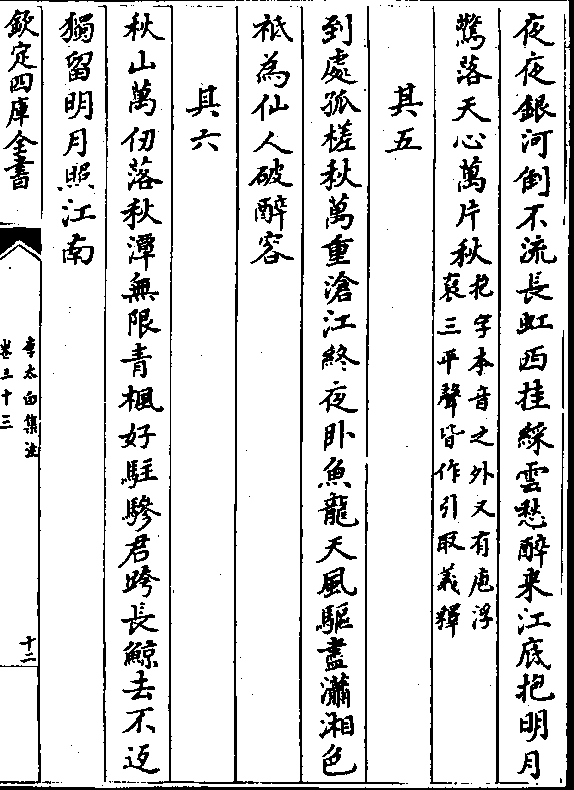 夜夜銀河倒不流長虹西挂綵雲愁醉來江底抱明月
驚落天心萬片秋抱字本音之外又有庖浮
裒三平聲皆作引取義釋
其五
到處孤槎秋萬重滄江終夜卧魚龍天風驅盡瀟湘色
祗為仙人破醉容
其六
秋山萬仞落秋潭無限青楓好駐驂君跨長鯨去不返
獨留明月照江南
欽定四庫全書
李太白集注
卷三十三
十二